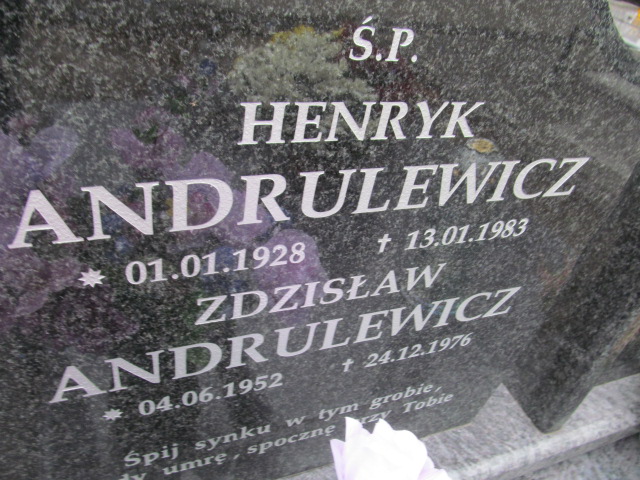 Ś.P.
HENRYK
ANDRULEWICZ
✵ 01.01.1928 † 13.01.1983
ZDZISŁAW
ANDRULEWICZ
✵ 04.06.1952 † 24.12.1976
Śpij synku w tym grobie,
umrę, spocznę Tobie